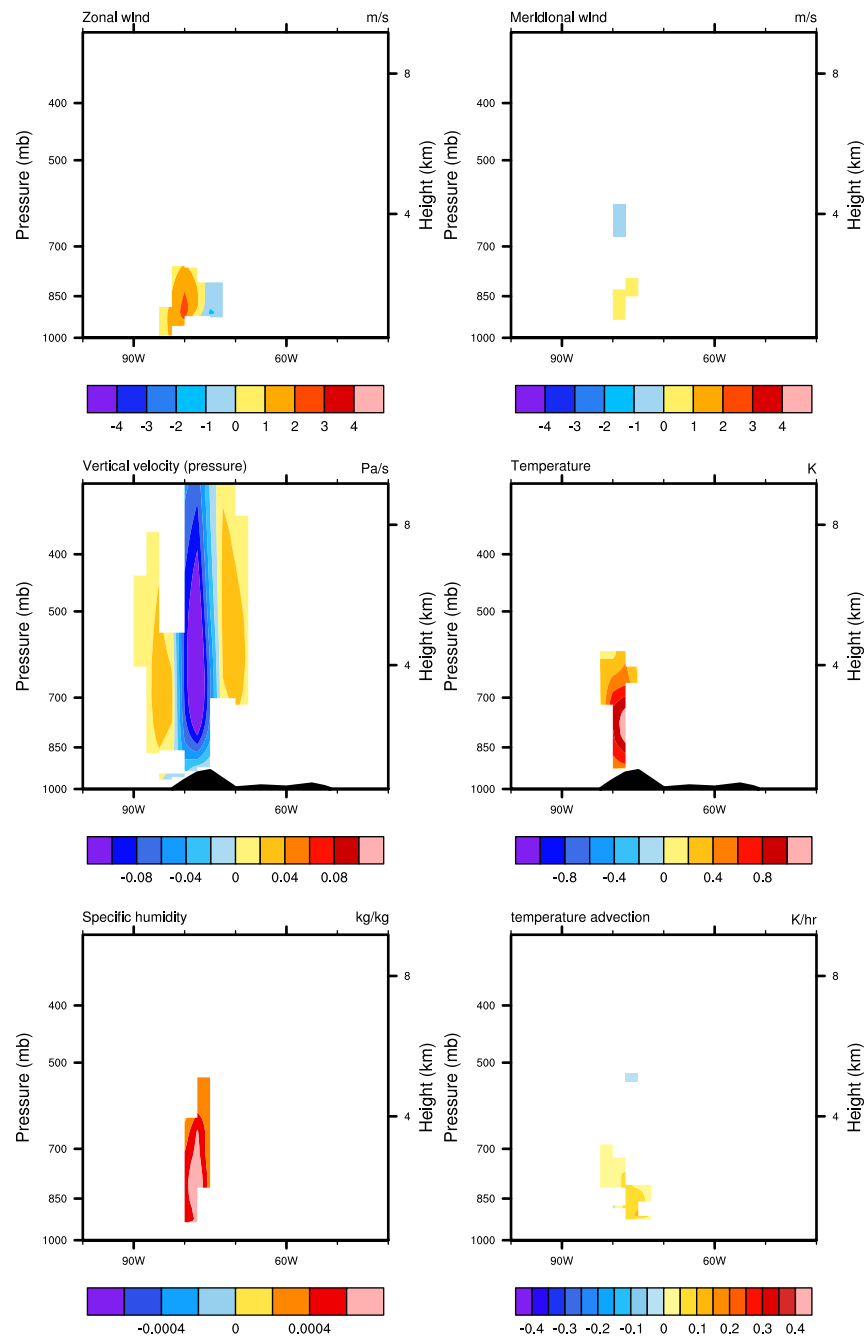 Zonal wind m/s
Pressure (mb)
Height (km)
400
500
700
850
1000
8
4
90W 60W
-4 -3 -2 -1 0 1 2 3 4
Meridional wind m/s
Pressure (mb)
Height (km)
400
500
700
850
1000
8
4
90W 60W
-4 -3 -2 -1 0 1 2 3 4
Vertical velocity (pressure) Pa/s
Pressure (mb)
Height (km)
400
500
700
850
1000
8
4
90W 60W
-0.08 -0.04 0 0.04 0.08
Temperature K
Pressure (mb)
Height (km)
400
500
700
850
1000
8
4
90W 60W
-0.8 -0.4 0 0.4 0.8
Specific humidity kg/kg
Pressure (mb)
Height (km)
400
500
700
850
1000
8
4
90W 60W
-0.0004 0 0.0004
temperature advection K/hr
Pressure (mb)
Height (km)
400
500
700
850
1000
8
4
90W 60W
-0.4 -0.3 -0.2 -0.1 0 0.1 0.2 0.3 0.4